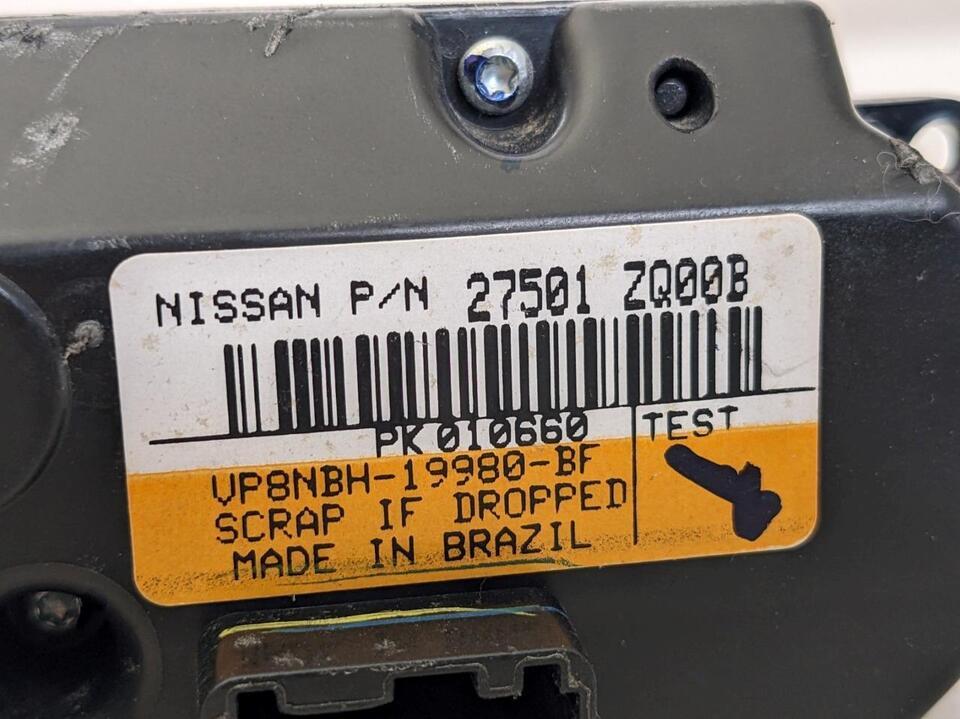 NISSAN P/N 27501 ZQ00B
PK 010660
TEST
VP8NBH-19980-BF
SCRAP IF DROPPED
MADE IN BRAZIL